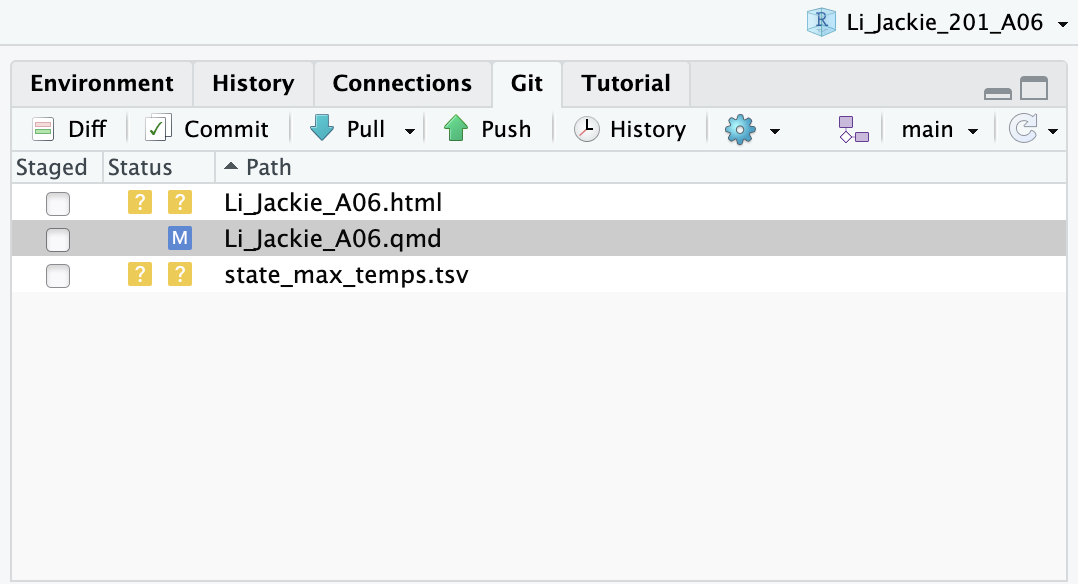 Li_Jackie_201_A06
Environment History Connections Git Tutorial
Diff Commit Pull Push History main
Staged Status Path
? ? Li_Jackie_A06.html
M Li_Jackie_A06.qmd
? ? state_max_temps.tsv